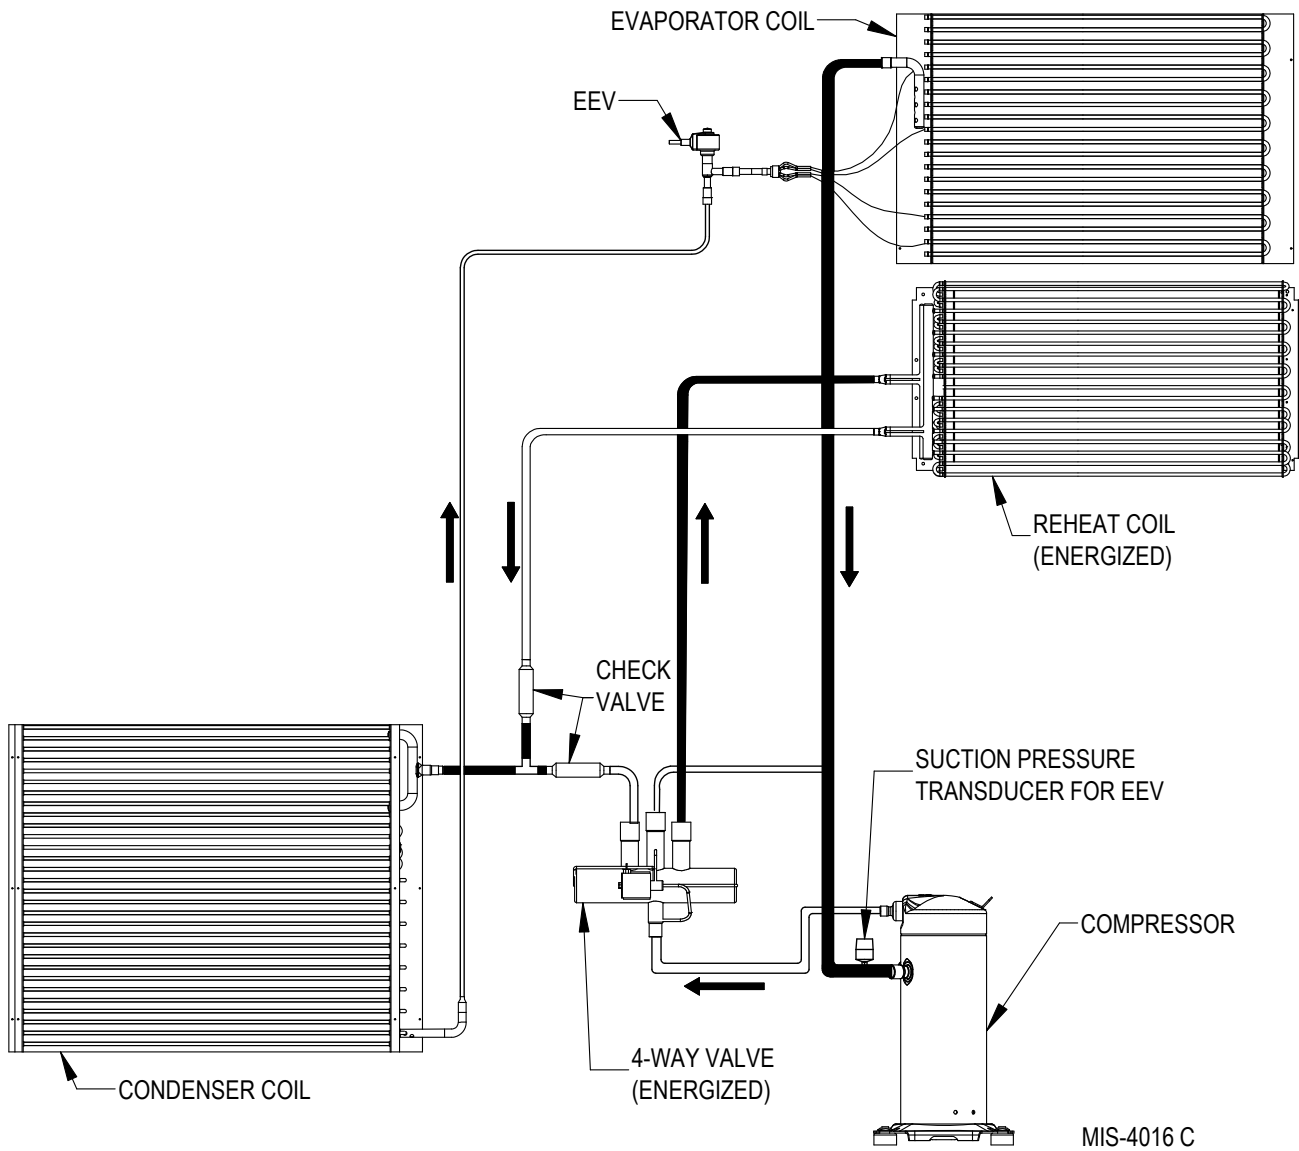 EVAPORATOR COIL
EEV
REHEAT COIL
(ENERGIZED)
CHECK
VALVE
SUCTION PRESSURE
TRANSDUCER FOR EEV
COMPRESSOR
4-WAY VALVE
(ENERGIZED)
CONDENSER COIL
MIS-4016 C